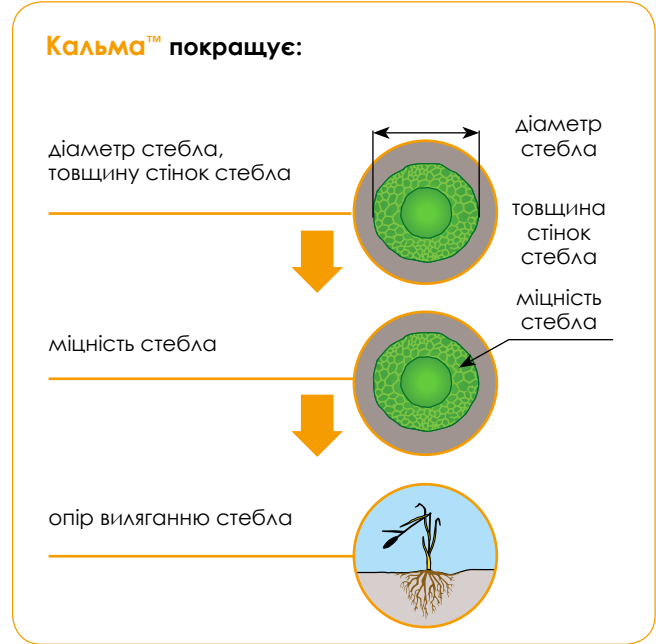 Кальма™ покращує:
діаметр стебла,
товщину стінок стебла
діаметр
стебла
товщина
стінок
стебла
міцність стебла
міцність
стебла
опір виляганню стебла